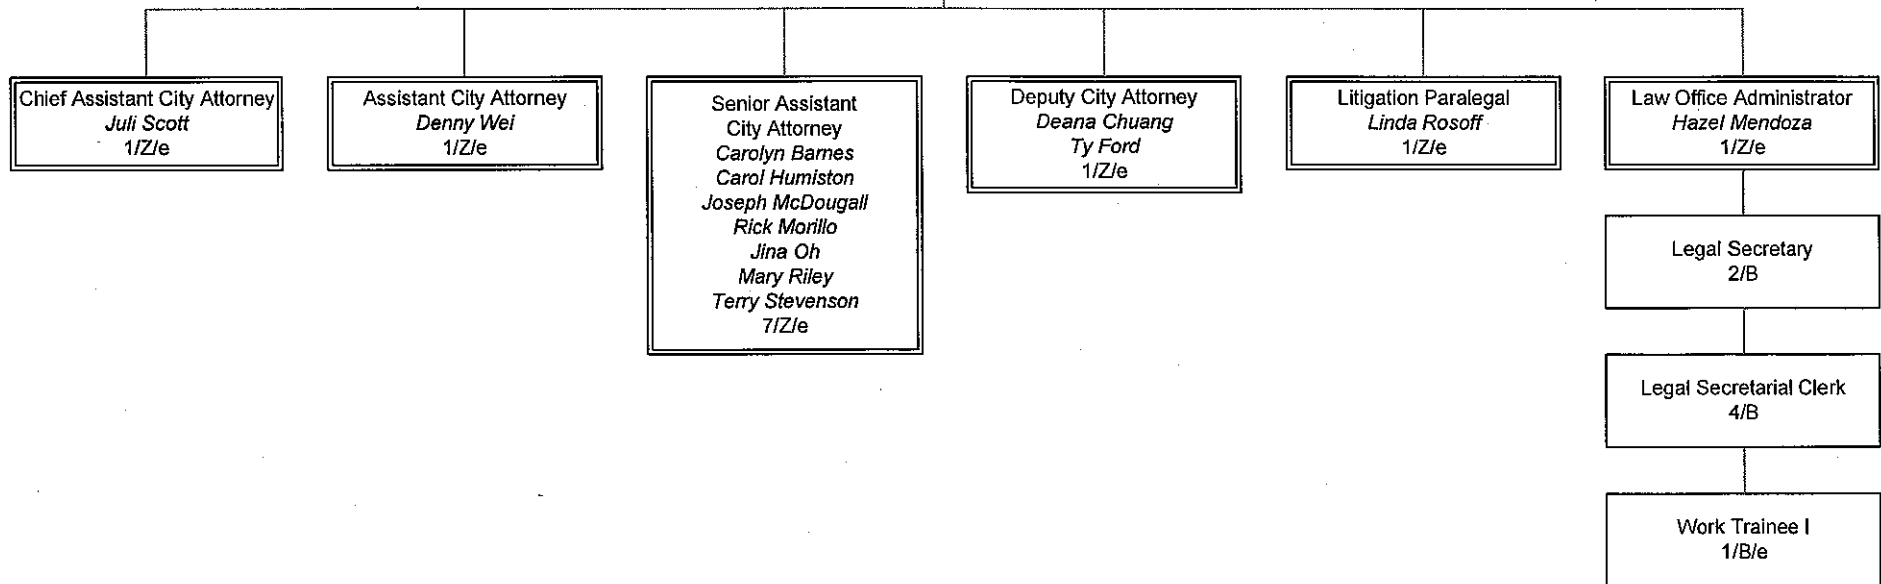 Chief Assistant City Attorney
Juli Scott
1/Z/e
Assistant City Attorney
Denny Wei
1/Z/e
Senior Assistant
City Attorney
Carolyn Barnes
Carol Humiston
Joseph McDougall
Rick Morillo
Jina Oh
Mary Riley
Terry Stevenson
7/Z/e
Deputy City Attorney
Deana Chuang
Ty Ford
1/Z/e
Litigation Paralegal
Linda Rosoff
1/Z/e
Law Office Administrator
Hazel Mendoza
1/Z/e
Legal Secretary
2/B
Legal Secretarial Clerk
4/B
Work Trainee I
1/B/e